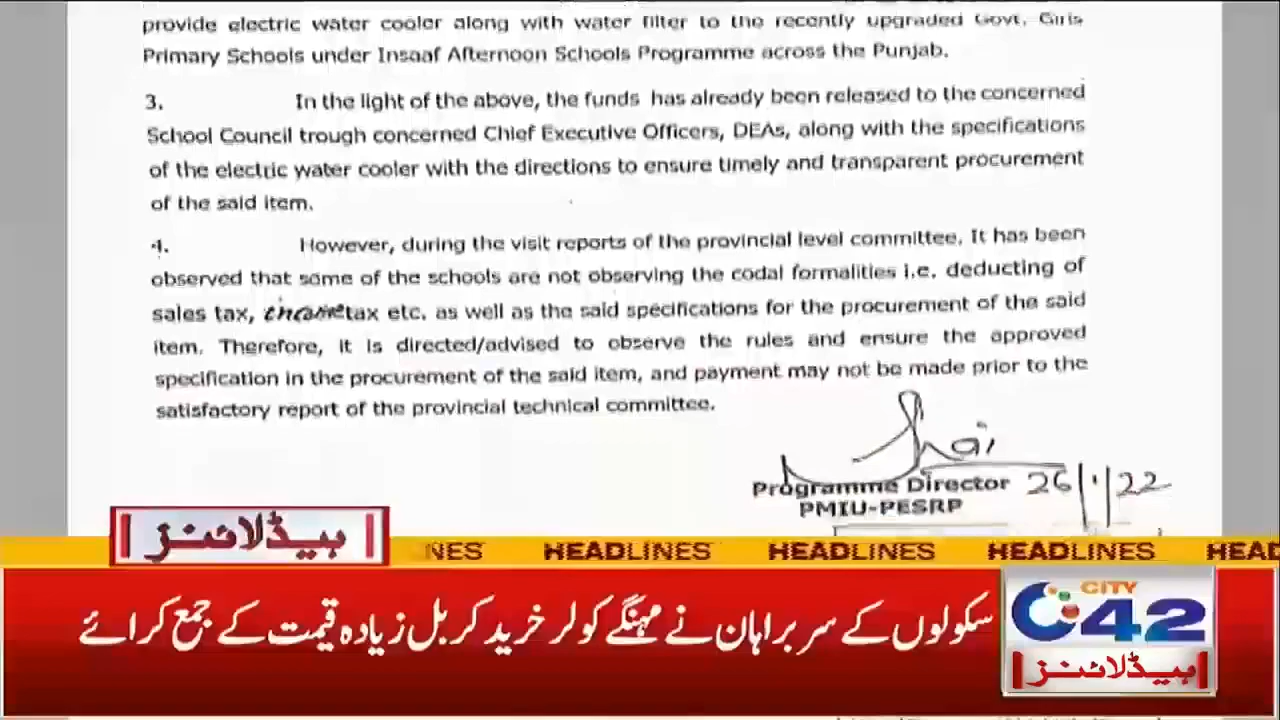 provide electric water cooler along with water filter to the recently upgraded Govt. Girls
Primary Schools under Insaaf Afternoon Schools Programme across the Punjab.
3. In the light of the above, the funds has already been released to the concerned
School Council trough concerned Chief Executive Officers, DEAs, along with the specifications
of the electric water cooler with the directions to ensure timely and transparent procurement
of the said item.
4. However, during the visit reports of the provincial level committee. It has been
observed that some of the schools are not observing the codal formalities i.e. deducting of
sales tax, tax etc. as well as the said specifications for the procurement of the said
item. Therefore, it is directed/advised to observe the rules and ensure the approved
specification in the procurement of the said item, and payment may not be made prior to the
satisfactory report of the provincial technical committee.
Programme Director 26/1/22
PMIU-PESRP
ہیڈلائنز
NES HEADLINES HEADLINES HEADLINES HEAD
CITY
42
سکولوں کے سربراہان نے مہنگے کولر خرید کر بل زیادہ قیمت کے جمع کرائے
ہیڈلائنز